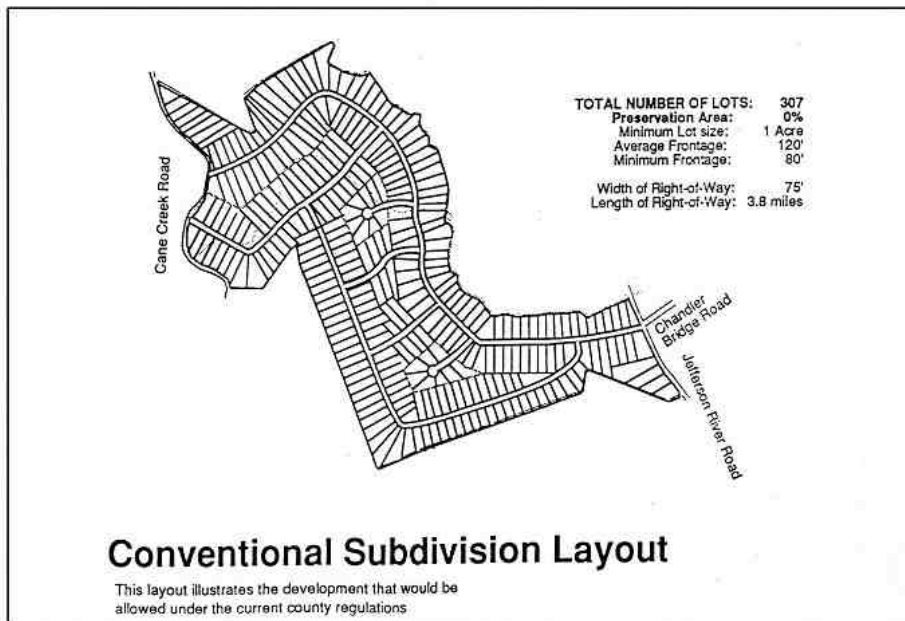 TOTAL NUMBER OF LOTS: 307
Preservation Area: 0%
Minimum Lot size: 1 Acre
Average Frontage: 120'
Minimum Frontage: 80'
Width of Right-of-Way: 75'
Length of Right-of-Way: 3.8 miles
Cane Creek Road
Chandler
Bridge Road
Jefferson River Road
Conventional Subdivision Layout
This layout illustrates the development that would be
allowed under the current county regulations